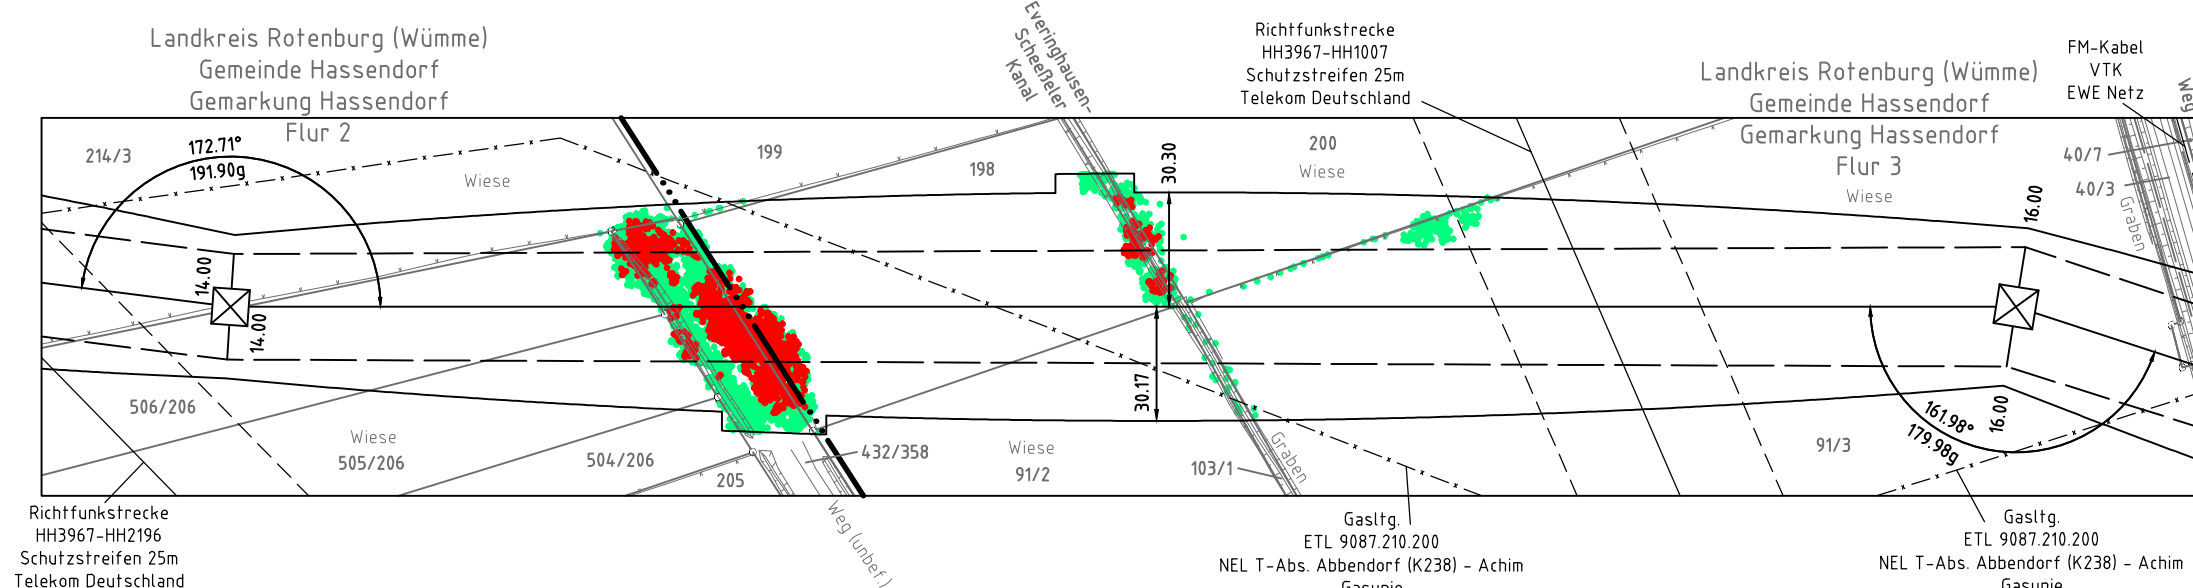 Landkreis Rotenburg (Wümme)
Gemeinde Hassendorf
Gemarkung Hassendorf
Flur 2
Everinghausen-
Scheeßeler
Kanal
Richtfunkstrecke
HH3967-HH1007
Schutzstreifen 25m
Telekom Deutschland
Landkreis Rotenburg (Wümme)
Gemeinde Hassendorf
Gemarkung Hassendorf
Flur 3
FM-Kabel
VTK
EWE Netz
Weg
214/3
172.71°
191.90g
Wiese
199
198
30.30
200
Wiese
Wiese
16.00
40/7
40/3
Graben
14.00
14.00
30.17
506/206
Wiese
505/206
504/206
205
432/358
Wiese
91/2
103/1
Graben
91/3
161.98°
179.98g
16.00
Weg (unbef.)
Richtfunkstrecke
HH3967-HH2196
Schutzstreifen 25m
Telekom Deutschland
Gasltg.
ETL 9087.210.200
NEL T-Abs. Abbendorf (K238) - Achim
Gasunie
Gasltg.
ETL 9087.210.200
NEL T-Abs. Abbendorf (K238) - Achim
Gasunie